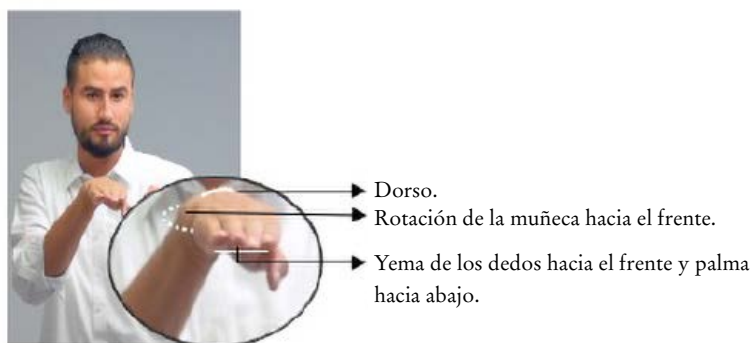 Dorso.
Rotación de la muñeca hacia el frente.
Yema de los dedos hacia el frente y palma
hacia abajo.